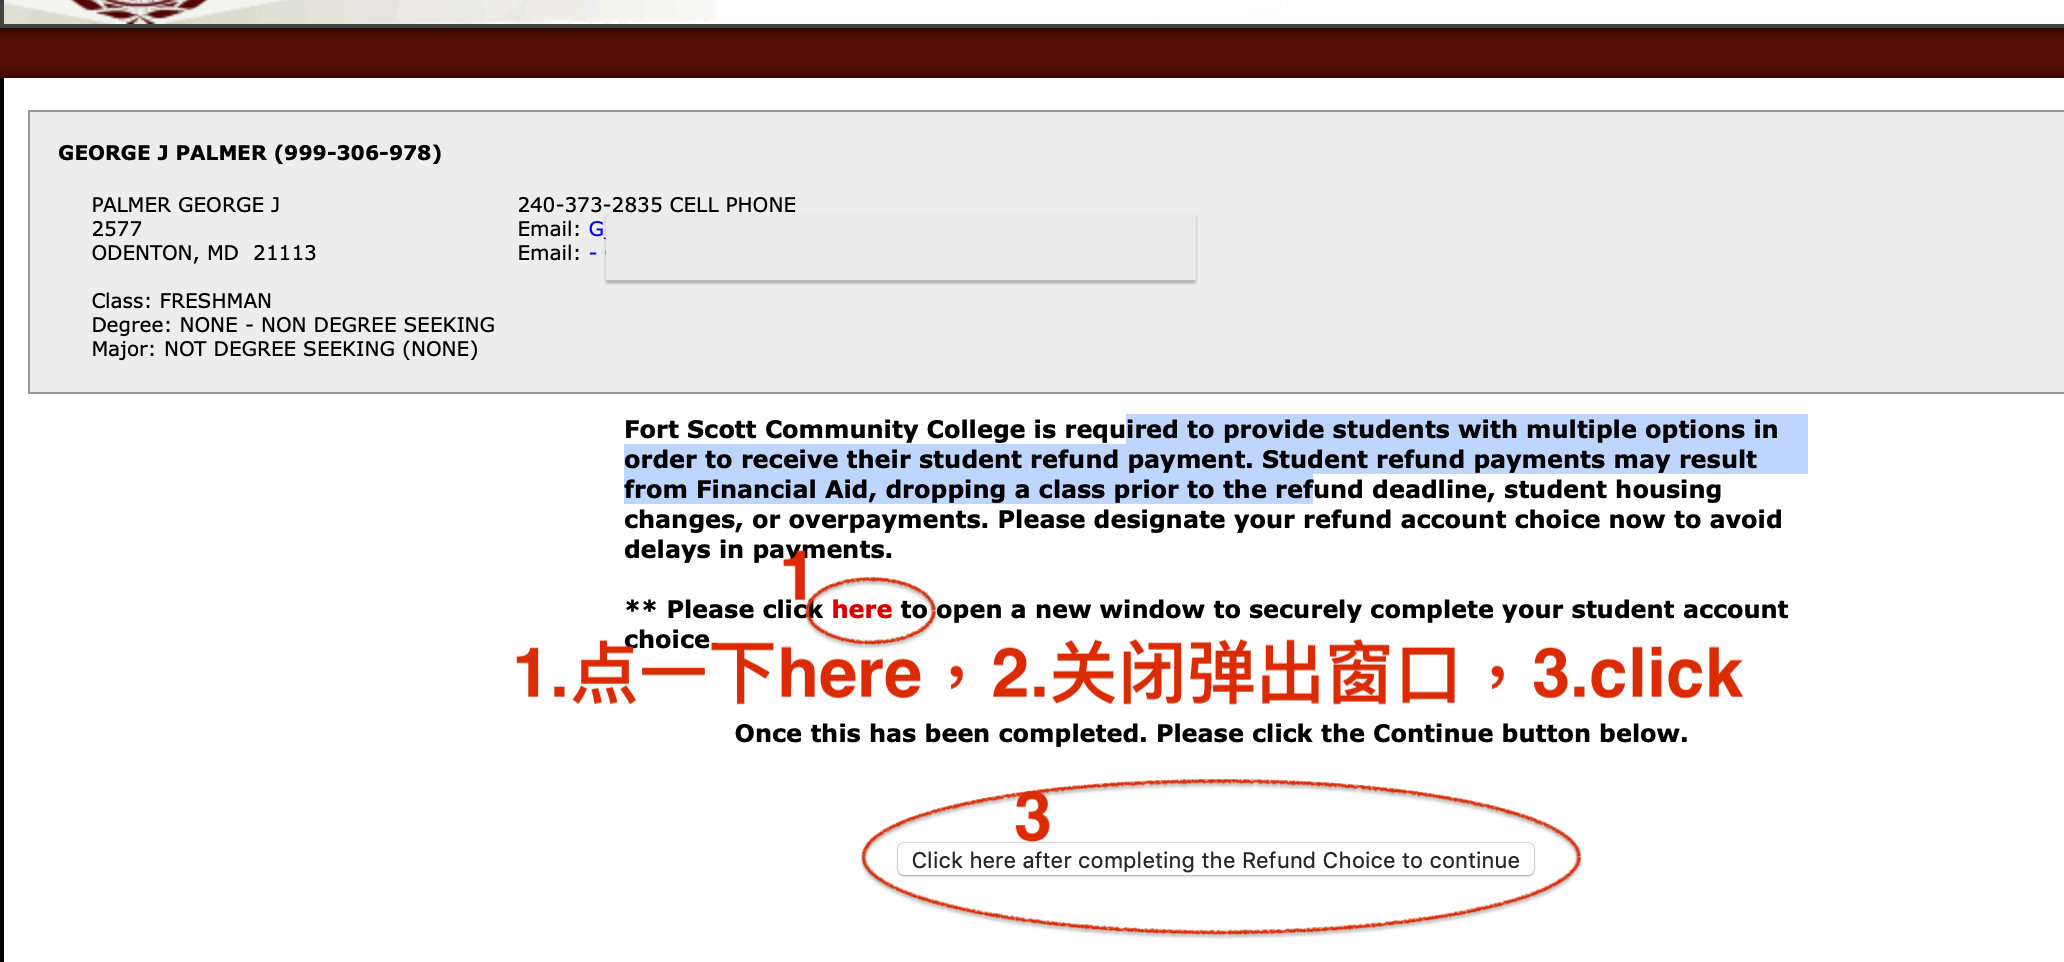 GEORGE J PALMER (999-306-978)
PALMER GEORGE J
2577
ODENTON, MD 21113
240-373-2835 CELL PHONE
Email: G
Email: -
Class: FRESHMAN
Degree: NONE - NON DEGREE SEEKING
Major: NOT DEGREE SEEKING (NONE)
Fort Scott Community College is required to provide students with multiple options in
order to receive their student refund payment. Student refund payments may result
from Financial Aid, dropping a class prior to the refund deadline, student housing
changes, or overpayments. Please designate your refund account choice now to avoid
delays in payments.
1
** Please click here to open a new window to securely complete your student account
choice.
1.点一下here，2.关闭弹出窗口，3.click
Once this has been completed. Please click the Continue button below.
3
Click here after completing the Refund Choice to continue